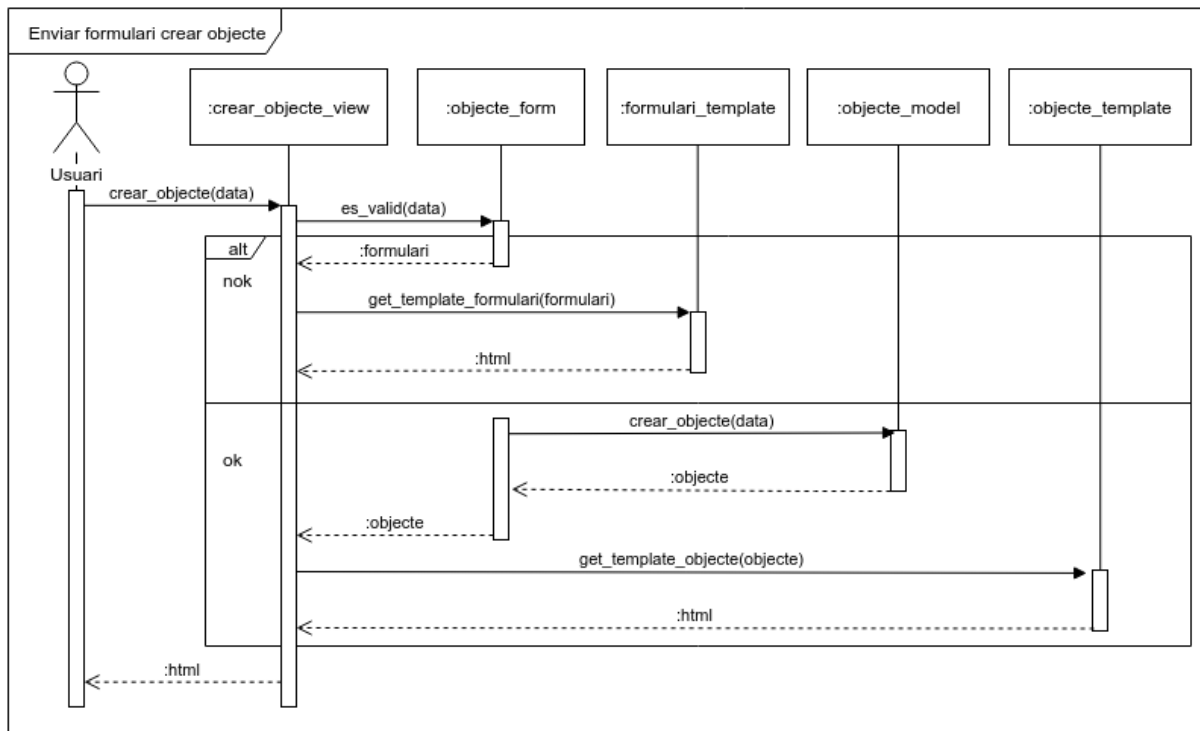 Enviar formulari crear objecte
:crear_objecte_view
:objecte_form
:formulari_template
:objecte_model
:objecte_template
Usuari
crear_objecte(data)
es_valid(data)
alt
:formulari
nok
get_template_formulari(formulari)
:html
crear_objecte(data)
ok
:objecte
:objecte
get_template_objecte(objecte)
:html
:html